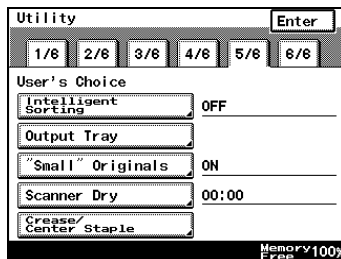 Utility
Enter
1/6 2/6 3/6 4/6 5/6 6/6
User's Choice
Intelligent
Sorting
OFF
Output Tray
"Small" Originals
ON
Scanner Dry
00:00
Crease/
Center Staple
Memory 100%
Free